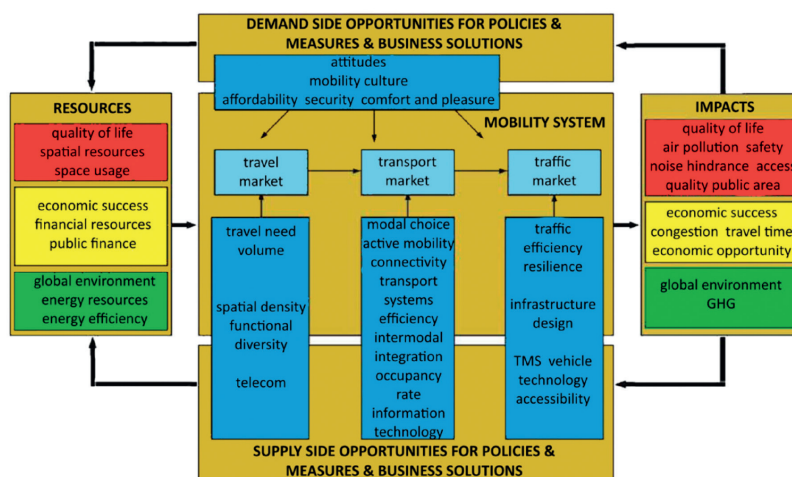 DEMAND SIDE OPPORTUNITIES FOR POLICIES &
MEASURES & BUSINESS SOLUTIONS
attitudes
mobility culture
affordability security comfort and pleasure
RESOURCES
quality of life
spatial resources
space usage
economic success
financial resources
public finance
global environment
energy resources
energy efficiency
MOBILITY SYSTEM
travel
market
transport
market
traffic
market
travel need
volume
spatial density
functional
diversity
telecom
modal choice
active mobility
connectivity
transport
systems
efficiency
intermodal
integration
occupancy
rate
information
technology
traffic
efficiency
resilience
infrastructure
design
TMS vehicle
technology
accessibility
IMPACTS
quality of life
air pollution safety
noise hindrance access
quality public area
economic success
congestion travel time
economic opportunity
global environment
GHG
SUPPLY SIDE OPPORTUNITIES FOR POLICIES &
MEASURES & BUSINESS SOLUTIONS